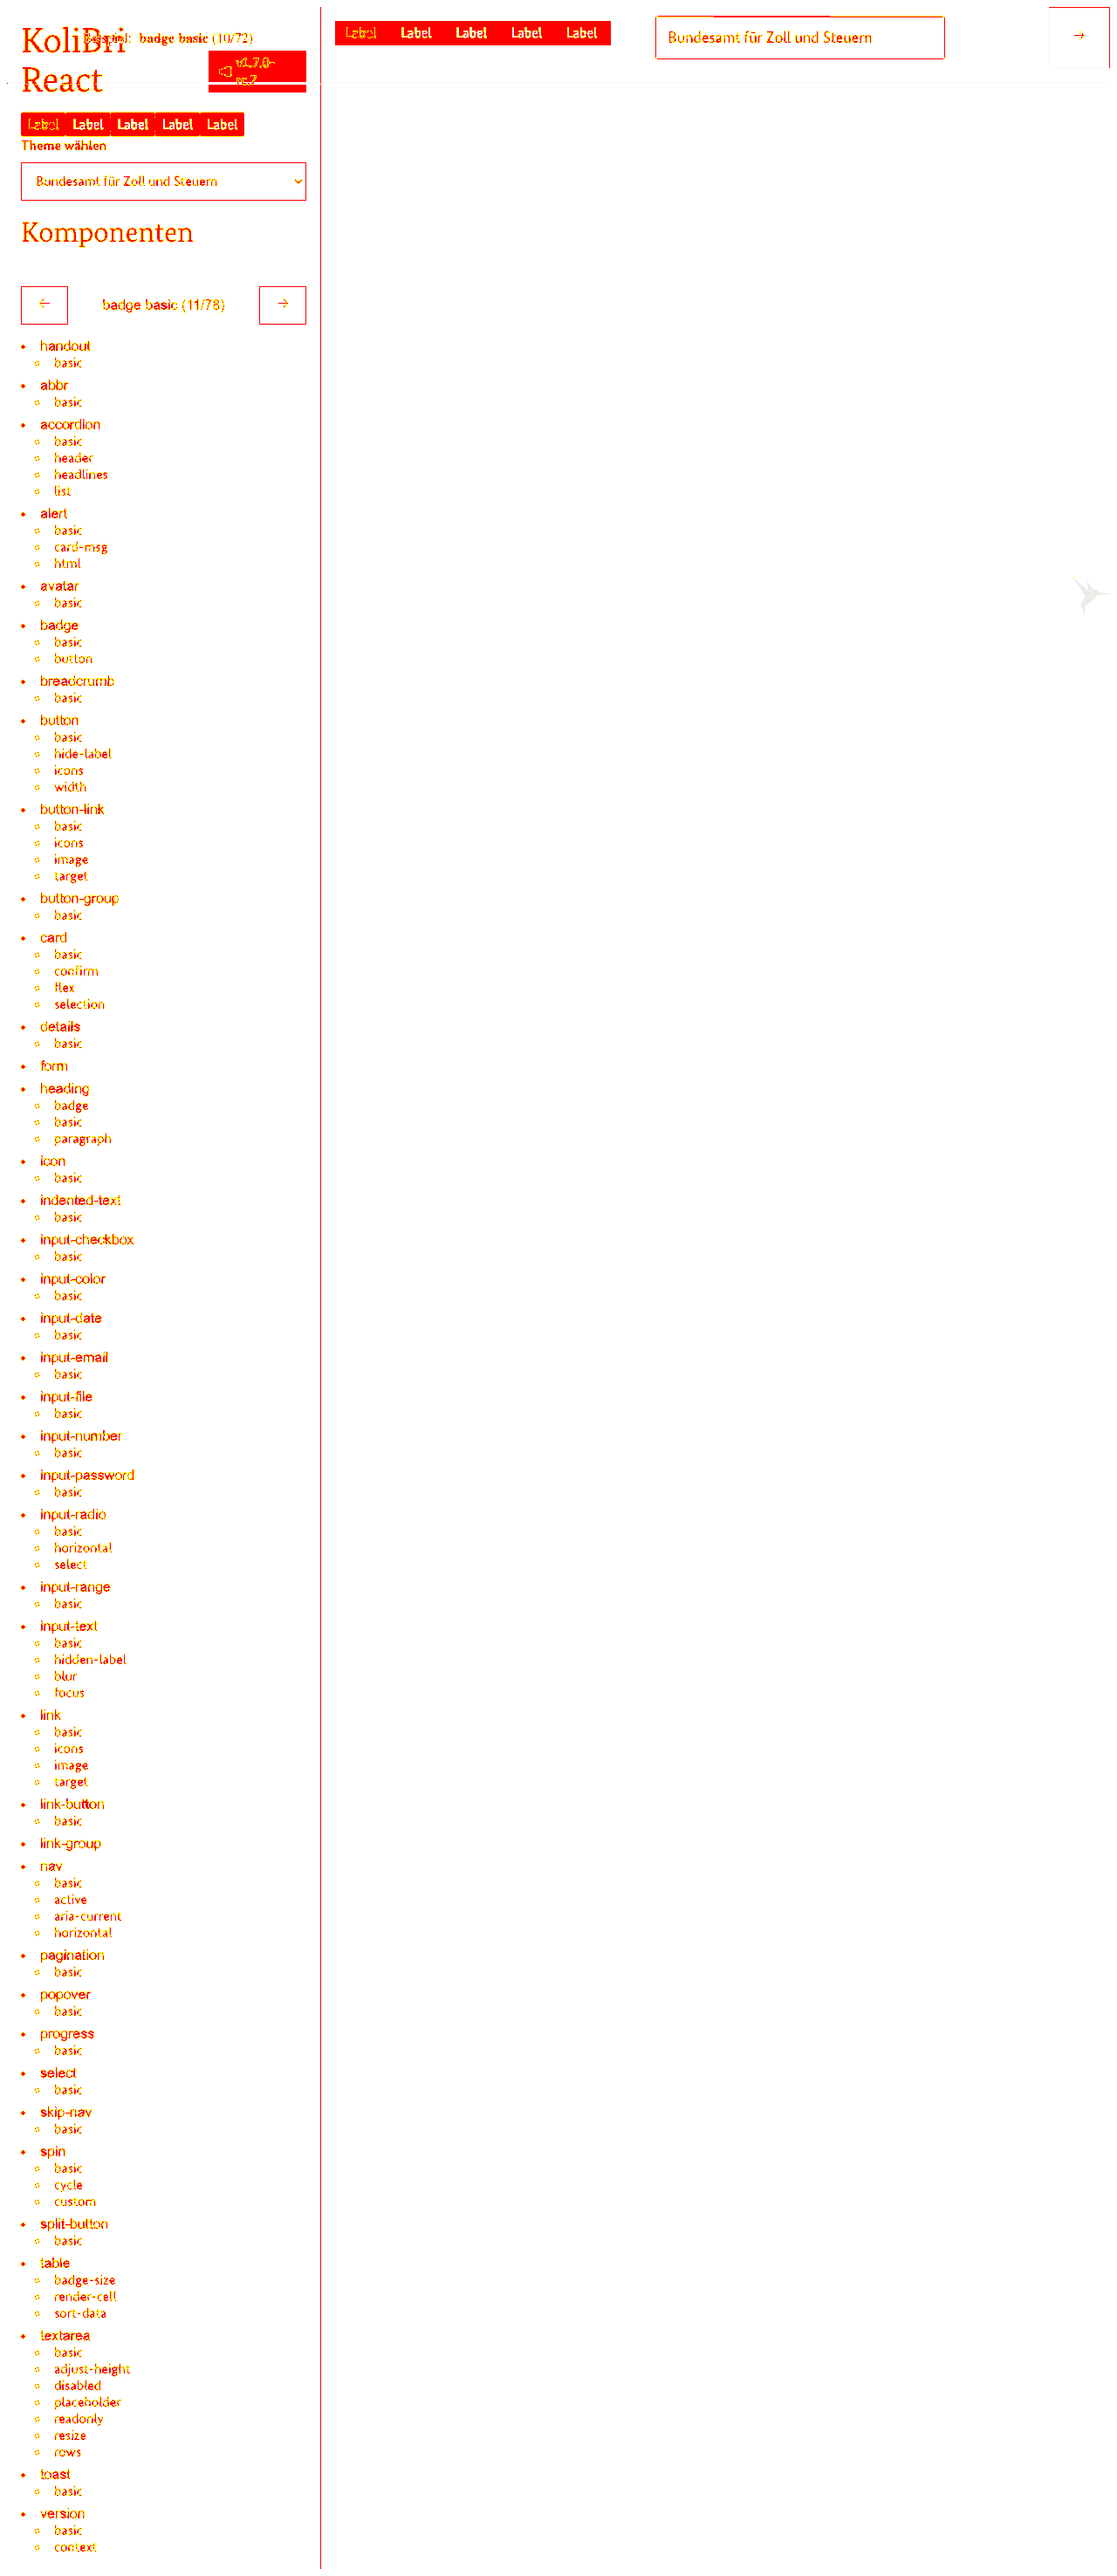 KoliBri
React
Beispiel: badge basic (10/72)
v1.7.0-
rc.2
Label Label Label Label Label
Bundesamt für Zoll und Steuern
→
Label Label Label Label Label
Theme wählen
Bundesamt für Zoll und Steuern
Komponenten
← badge basic (11/78) →
handout
basic
abbr
basic
accordion
basic
header
headlines
list
alert
basic
card-msg
html
avatar
basic
badge
basic
button
breadcrumb
basic
button
basic
hide-label
icons
width
button-link
basic
icons
image
target
button-group
basic
card
basic
confirm
flex
selection
details
basic
form
heading
badge
basic
paragraph
icon
basic
indented-text
basic
input-checkbox
basic
input-color
basic
input-date
basic
input-email
basic
input-file
basic
input-number
basic
input-password
basic
input-radio
basic
horizontal
select
input-range
basic
input-text
basic
hidden-label
blur
focus
link
basic
icons
image
target
link-button
basic
link-group
nav
basic
active
aria-current
horizontal
pagination
basic
popover
basic
progress
basic
select
basic
skip-nav
basic
spin
basic
cycle
custom
split-button
basic
table
badge-size
render-cell
sort-data
textarea
basic
adjust-height
disabled
placeholder
readonly
resize
rows
toast
basic
version
basic
context